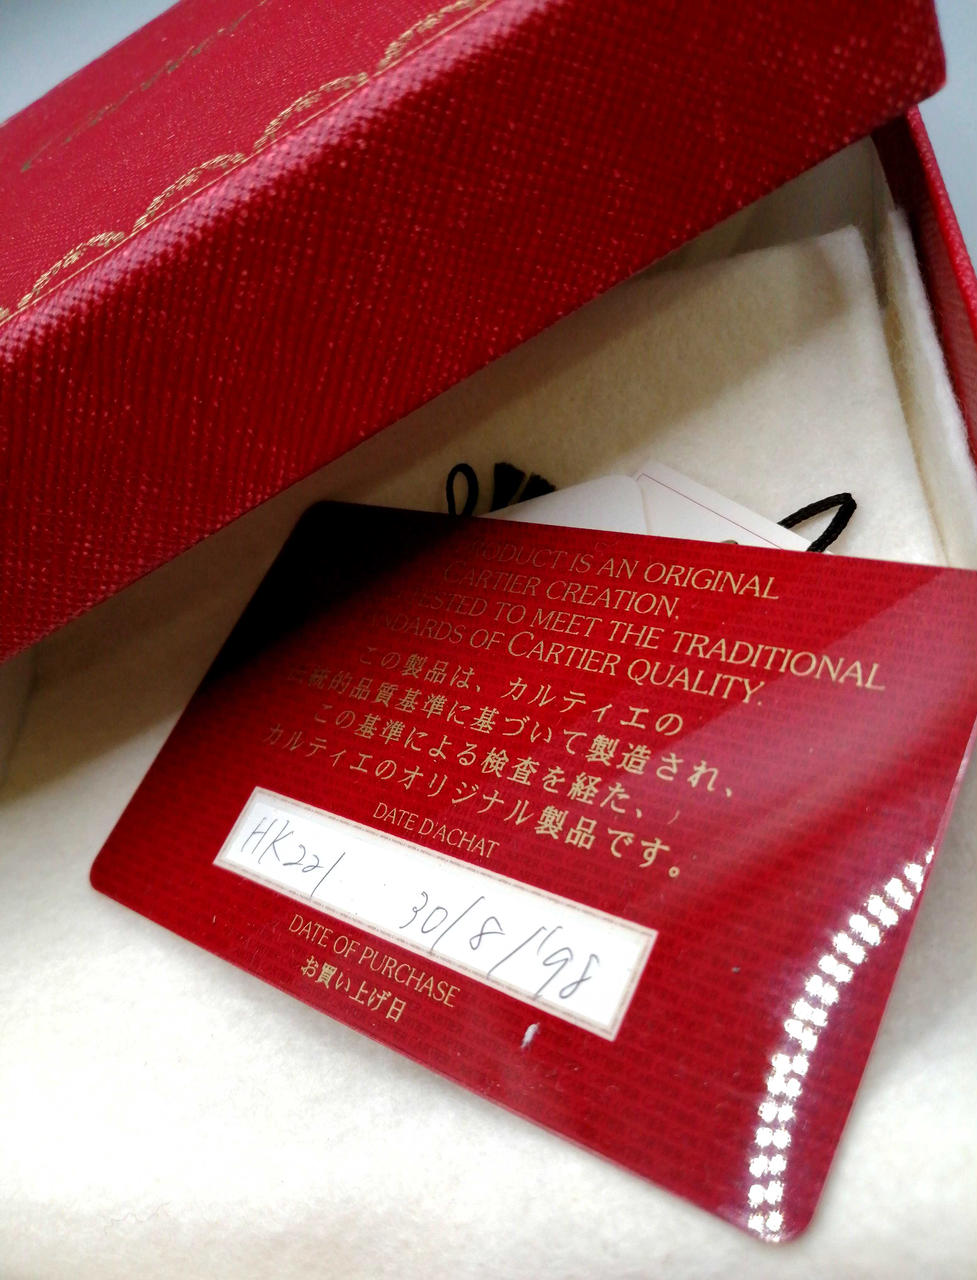 PRODUCT IS AN ORIGINAL
CARTIER CREATION,
TESTED TO MEET THE TRADITIONAL
STANDARDS OF CARTIER QUALITY.
この製品は、カルティエの
伝統的品質基準に基づいて製造され、
この基準による検査を経た、
カルティエのオリジナル製品です。
DATE D'ACHAT
HK221 30/8/'98
DATE OF PURCHASE
お買い上げ日